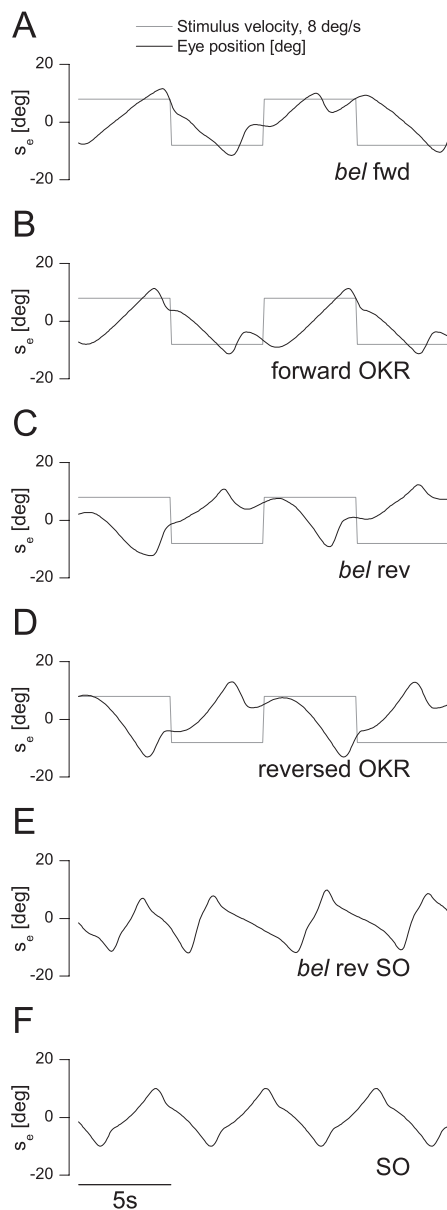 A
Stimulus velocity, 8 deg/s
Eye position [deg]
20
0
-20
s_e [deg]
bel fwd
B
20
0
-20
s_e [deg]
forward OKR
C
20
0
-20
s_e [deg]
bel rev
D
20
0
-20
s_e [deg]
reversed OKR
E
20
0
-20
s_e [deg]
bel rev SO
F
20
0
-20
s_e [deg]
SO
5s